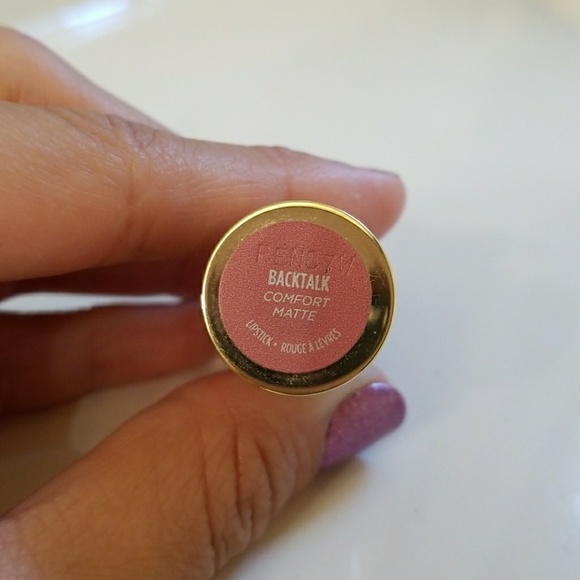 BACKTALK
COMFORT
MATTE
LIPSTICK • ROUGE À LÈVRES